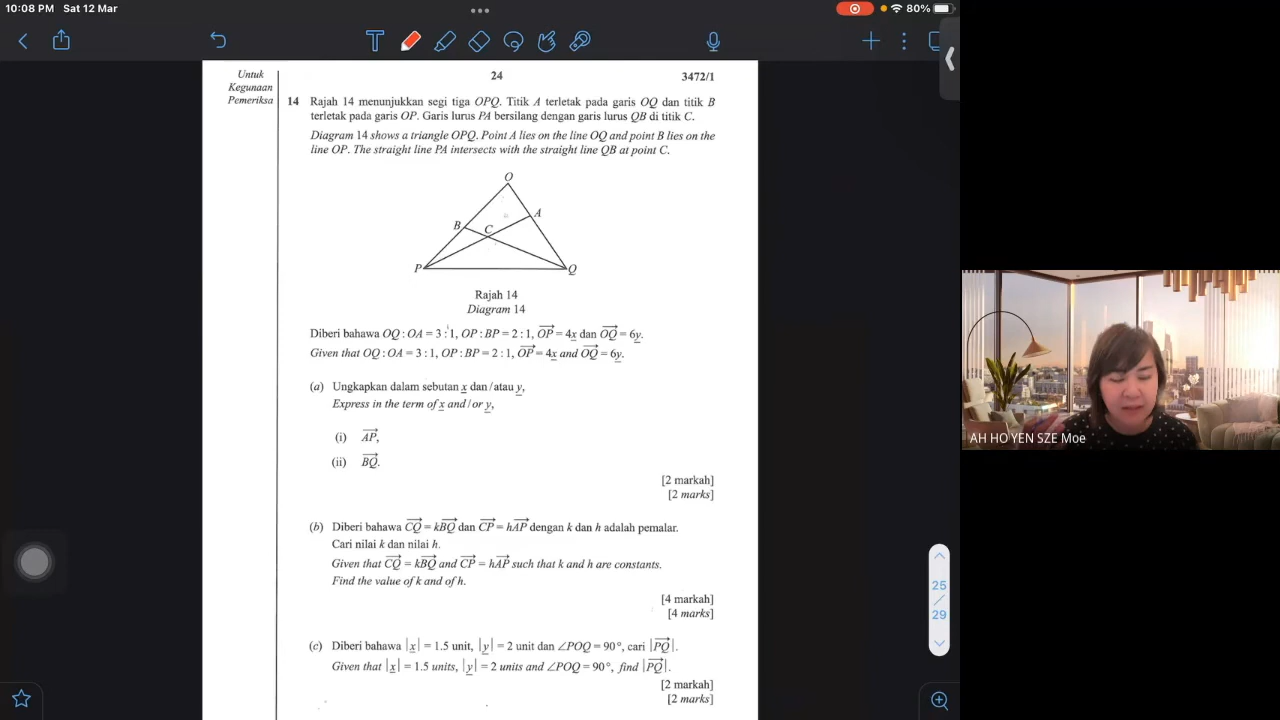 10:08 PM Sat 12 Mar
80%
Untuk
Kegunaan
Pemeriksa
24
3472/1
14 Rajah 14 menunjukkan segi tiga OPQ. Titik A terletak pada garis OQ dan titik B
terletak pada garis OP. Garis lurus PA bersilang dengan garis lurus QB di titik C.
Diagram 14 shows a triangle OPQ. Point A lies on the line OQ and point B lies on the
line OP. The straight line PA intersects with the straight line QB at point C.
O
A
B
C
P
Q
Rajah 14
Diagram 14
Diberi bahawa OQ : OA = 3 : 1, OP : BP = 2 : 1, OP→ = 4x dan OQ→ = 6y.
Given that OQ : OA = 3 : 1, OP : BP = 2 : 1, OP→ = 4x and OQ→ = 6y.
(a) Ungkapkan dalam sebutan x dan/atau y,
Express in the term of x and/or y,
(i) AP→,
(ii) BQ→.
[2 markah]
[2 marks]
(b) Diberi bahawa CQ→ = kBQ→ dan CP→ = hAP→ dengan k dan h adalah pemalar.
Cari nilai k dan nilai h.
Given that CQ→ = kBQ→ and CP→ = hAP→ such that k and h are constants.
Find the value of k and of h.
[4 markah]
[4 marks]
(c) Diberi bahawa |x| = 1.5 unit, |y| = 2 unit dan ∠POQ = 90°, cari |PQ→|.
Given that |x| = 1.5 units, |y| = 2 units and ∠POQ = 90°, find |PQ→|.
[2 markah]
[2 marks]
25
/
29
AH HO YEN SZE Moe